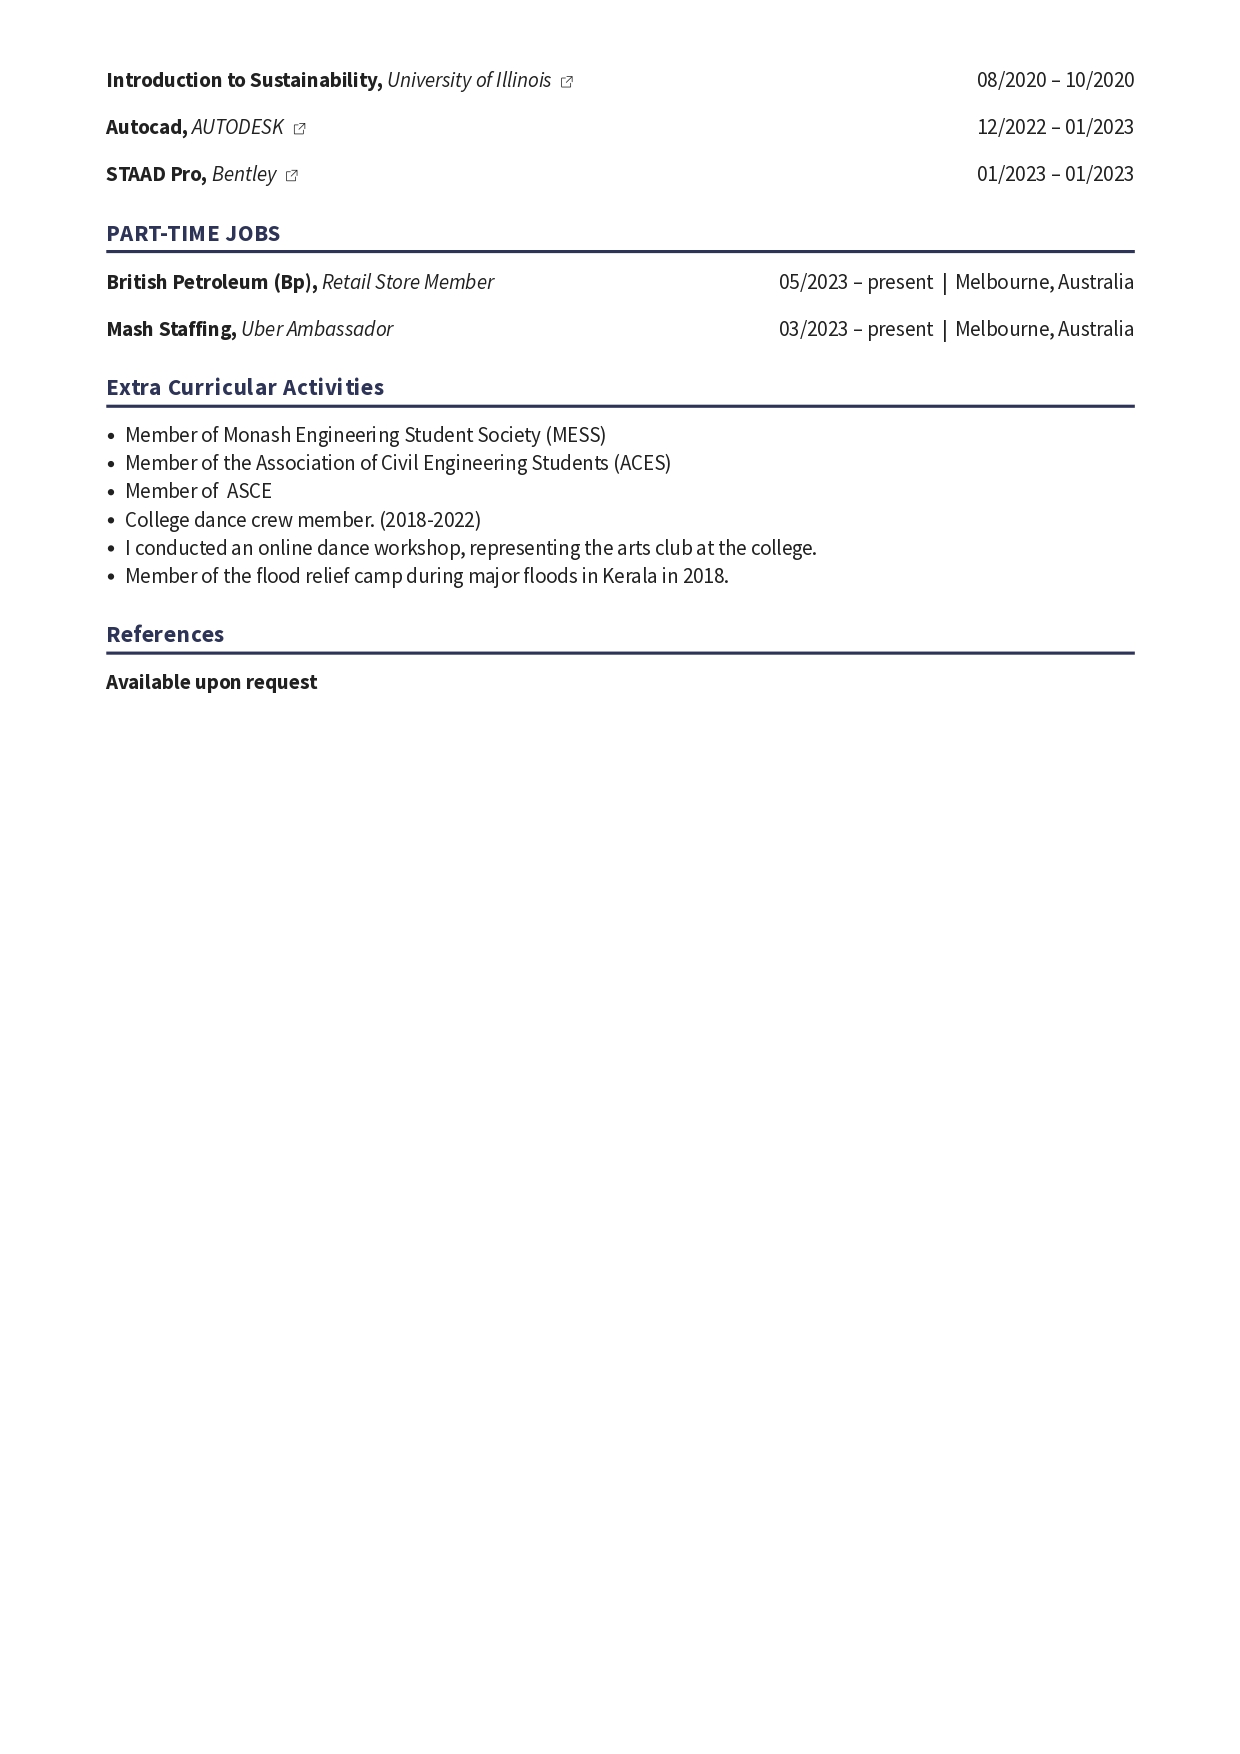 Introduction to Sustainability, University of Illinois 08/2020 – 10/2020
Autocad, AUTODESK 12/2022 – 01/2023
STAAD Pro, Bentley 01/2023 – 01/2023
PART-TIME JOBS
British Petroleum (Bp), Retail Store Member 05/2023 – present | Melbourne, Australia
Mash Staffing, Uber Ambassador 03/2023 – present | Melbourne, Australia
Extra Curricular Activities
• Member of Monash Engineering Student Society (MESS)
• Member of the Association of Civil Engineering Students (ACES)
• Member of ASCE
• College dance crew member. (2018-2022)
• I conducted an online dance workshop, representing the arts club at the college.
• Member of the flood relief camp during major floods in Kerala in 2018.
References
Available upon request